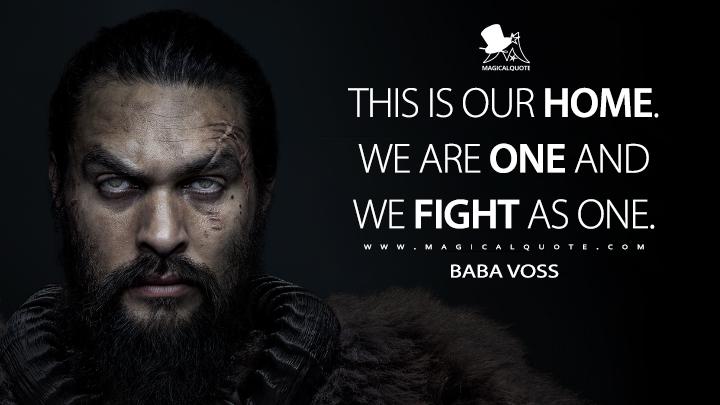 MAGICALQUOTE
THIS IS OUR HOME.
WE ARE ONE AND
WE FIGHT AS ONE.
WWW.MAGICALQUOTE.COM
BABA VOSS